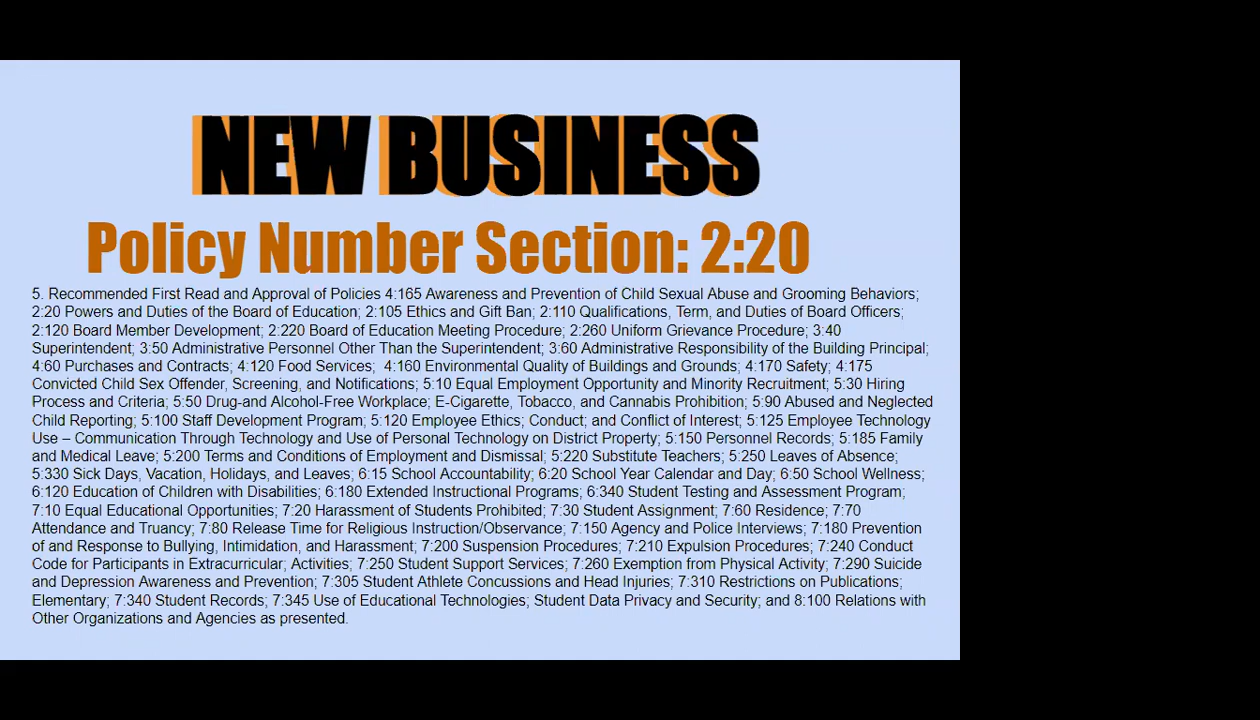 NEW BUSINESS
Policy Number Section: 2:20
5. Recommended First Read and Approval of Policies 4:165 Awareness and Prevention of Child Sexual Abuse and Grooming Behaviors;
2:20 Powers and Duties of the Board of Education; 2:105 Ethics and Gift Ban; 2:110 Qualifications, Term, and Duties of Board Officers;
2:120 Board Member Development; 2:220 Board of Education Meeting Procedure; 2:260 Uniform Grievance Procedure; 3:40
Superintendent; 3:50 Administrative Personnel Other Than the Superintendent; 3:60 Administrative Responsibility of the Building Principal;
4:60 Purchases and Contracts; 4:120 Food Services;  4:160 Environmental Quality of Buildings and Grounds; 4:170 Safety; 4:175
Convicted Child Sex Offender, Screening, and Notifications; 5:10 Equal Employment Opportunity and Minority Recruitment; 5:30 Hiring
Process and Criteria; 5:50 Drug-and Alcohol-Free Workplace; E-Cigarette, Tobacco, and Cannabis Prohibition; 5:90 Abused and Neglected
Child Reporting; 5:100 Staff Development Program; 5:120 Employee Ethics; Conduct; and Conflict of Interest; 5:125 Employee Technology
Use – Communication Through Technology and Use of Personal Technology on District Property; 5:150 Personnel Records; 5:185 Family
and Medical Leave; 5:200 Terms and Conditions of Employment and Dismissal; 5:220 Substitute Teachers; 5:250 Leaves of Absence;
5:330 Sick Days, Vacation, Holidays, and Leaves; 6:15 School Accountability; 6:20 School Year Calendar and Day; 6:50 School Wellness;
6:120 Education of Children with Disabilities; 6:180 Extended Instructional Programs; 6:340 Student Testing and Assessment Program;
7:10 Equal Educational Opportunities; 7:20 Harassment of Students Prohibited; 7:30 Student Assignment; 7:60 Residence; 7:70
Attendance and Truancy; 7:80 Release Time for Religious Instruction/Observance; 7:150 Agency and Police Interviews; 7:180 Prevention
of and Response to Bullying, Intimidation, and Harassment; 7:200 Suspension Procedures; 7:210 Expulsion Procedures; 7:240 Conduct
Code for Participants in Extracurricular; Activities; 7:250 Student Support Services; 7:260 Exemption from Physical Activity; 7:290 Suicide
and Depression Awareness and Prevention; 7:305 Student Athlete Concussions and Head Injuries; 7:310 Restrictions on Publications;
Elementary; 7:340 Student Records; 7:345 Use of Educational Technologies; Student Data Privacy and Security; and 8:100 Relations with
Other Organizations and Agencies as presented.